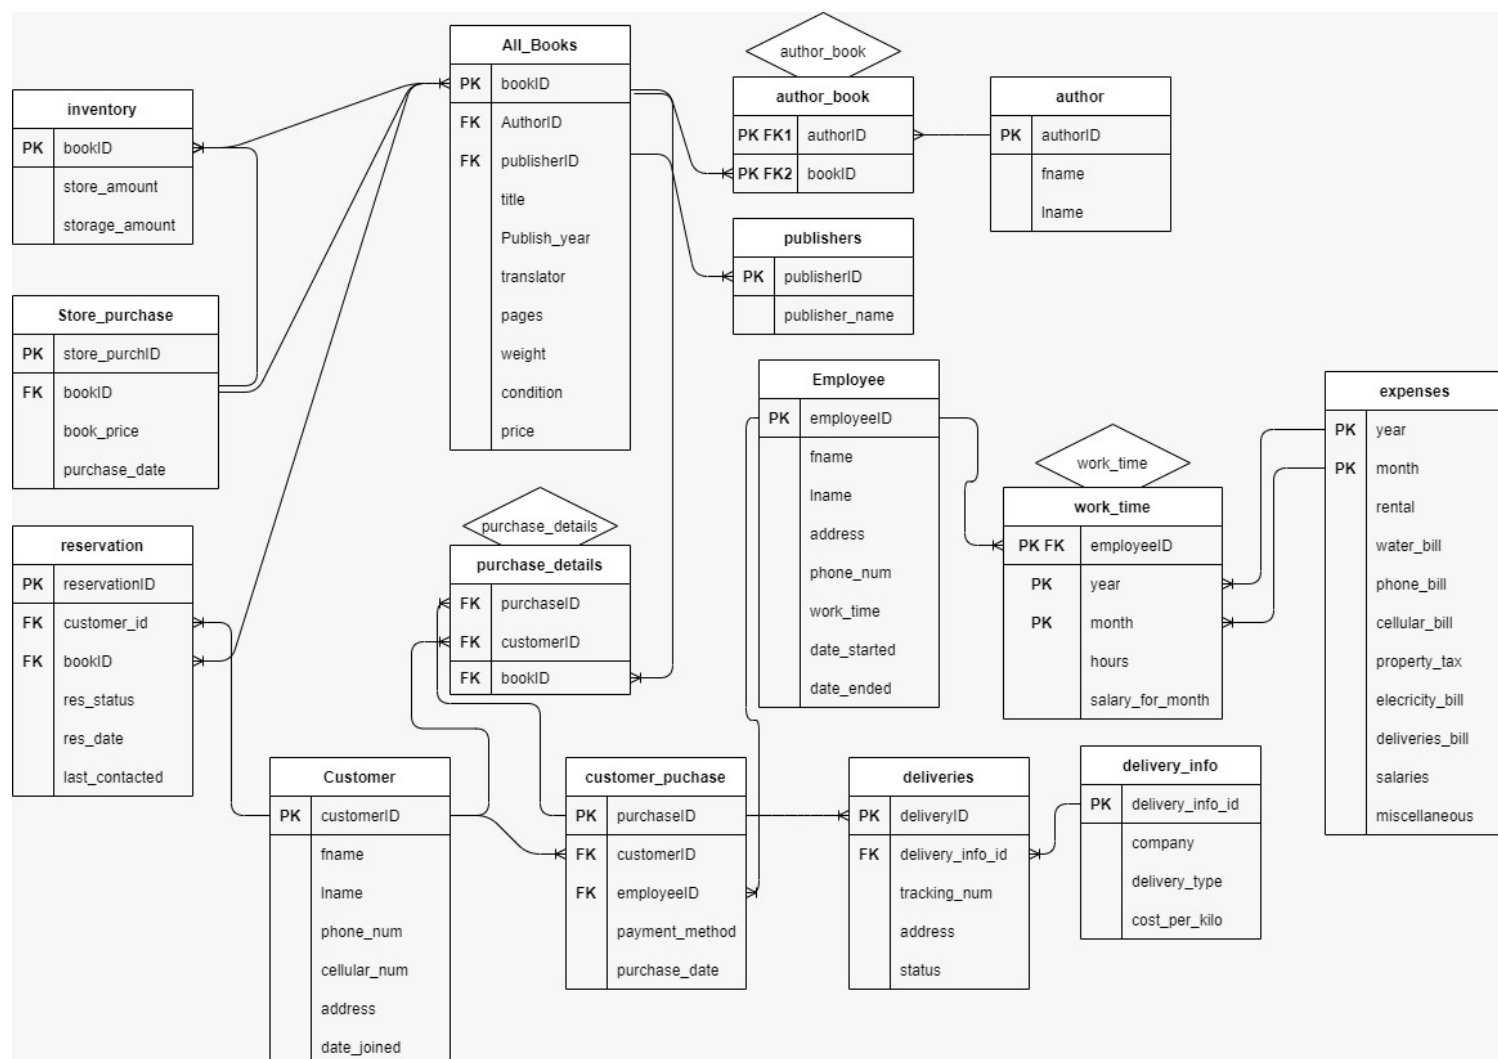 All_Books
PK bookID
FK AuthorID
FK publisherID
title
Publish_year
translator
pages
weight
condition
price
author_book
author_book
PK FK1 authorID
PK FK2 bookID
author
PK authorID
fname
lname
inventory
PK bookID
store_amount
storage_amount
publishers
PK publisherID
publisher_name
Store_purchase
PK store_purchID
FK bookID
book_price
purchase_date
Employee
PK employeeID
fname
lname
address
phone_num
work_time
date_started
date_ended
work_time
work_time
PK FK employeeID
PK year
PK month
hours
salary_for_month
expenses
PK year
PK month
rental
water_bill
phone_bill
cellular_bill
property_tax
elecricity_bill
deliveries_bill
salaries
miscellaneous
reservation
PK reservationID
FK customer_id
FK bookID
res_status
res_date
last_contacted
purchase_details
purchase_details
FK purchaseID
FK customerID
FK bookID
Customer
PK customerID
fname
lname
phone_num
cellular_num
address
date_joined
customer_puchase
PK purchaseID
FK customerID
FK employeeID
payment_method
purchase_date
deliveries
PK deliveryID
FK delivery_info_id
tracking_num
address
status
delivery_info
PK delivery_info_id
company
delivery_type
cost_per_kilo